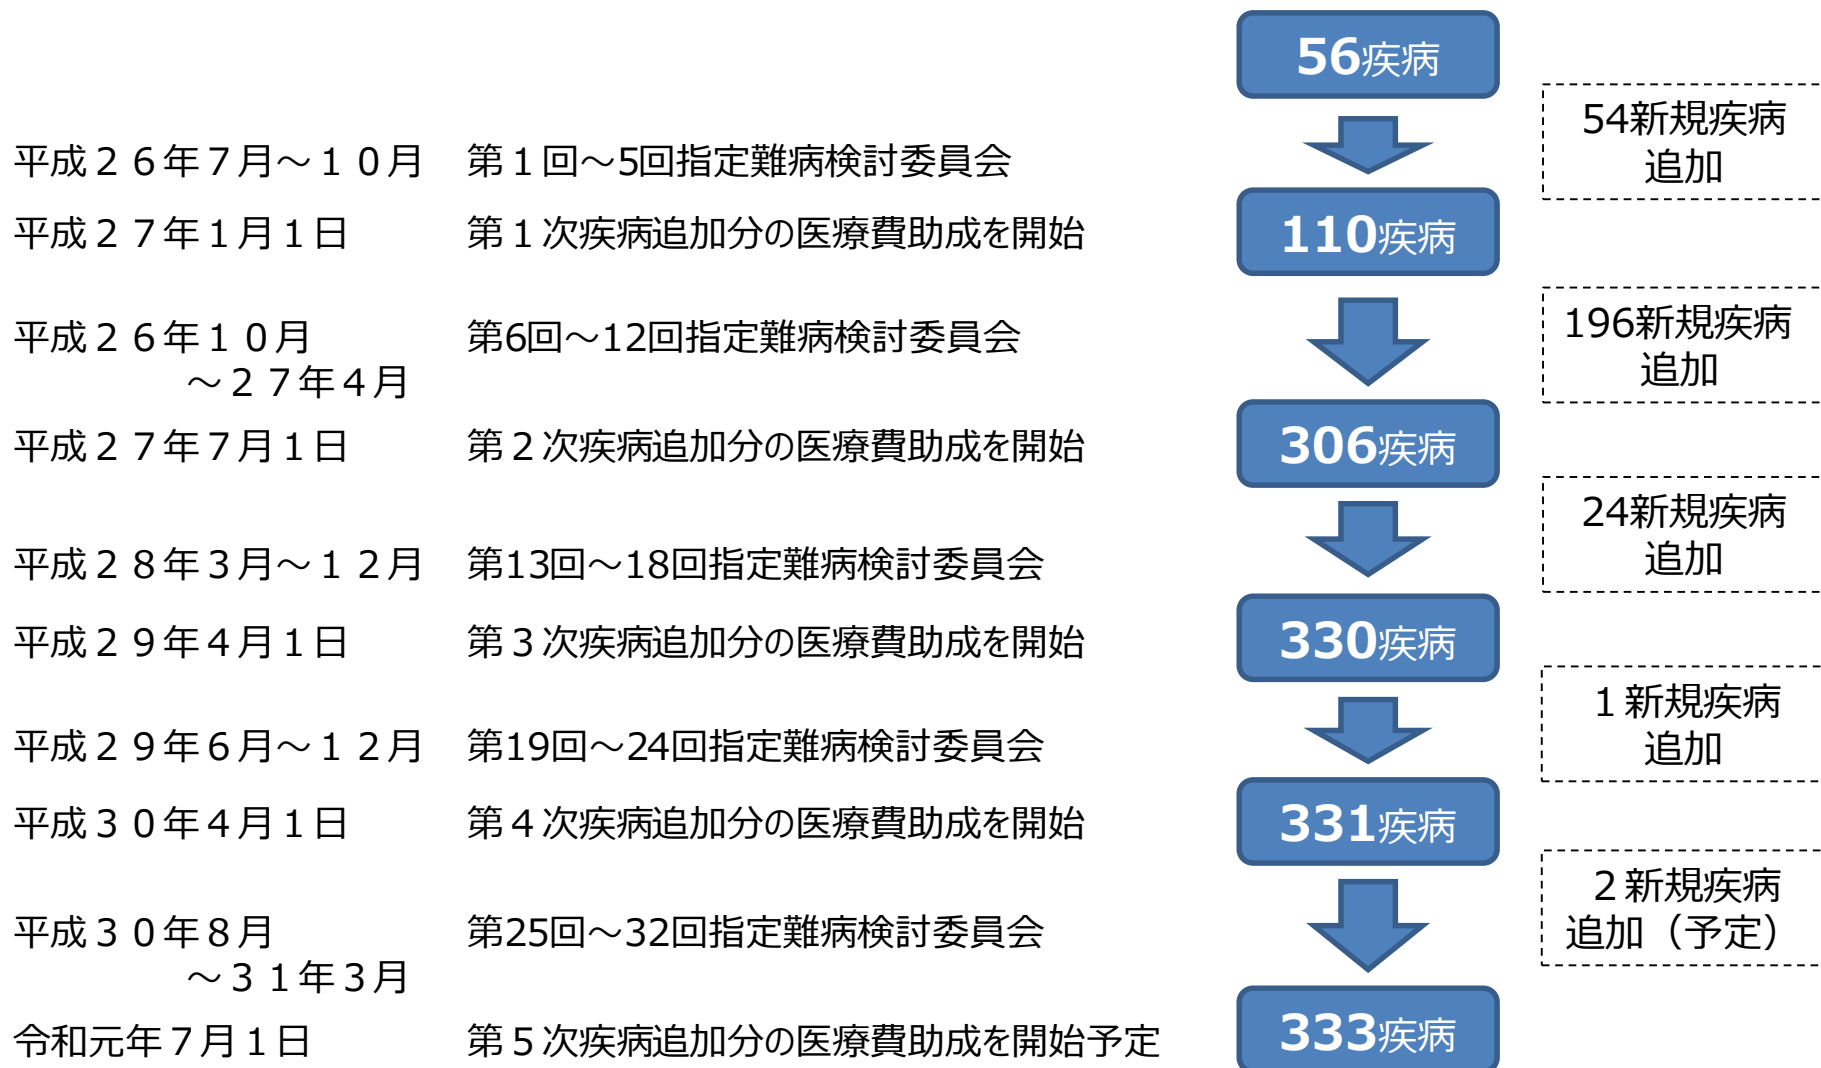 56疾病
54新規疾病
追加
平成２６年７月～１０月　第１回～5回指定難病検討委員会
平成２７年１月１日　第１次疾病追加分の医療費助成を開始
110疾病
196新規疾病
追加
平成２６年１０月　第6回～12回指定難病検討委員会
～２７年４月
平成２７年７月１日　第２次疾病追加分の医療費助成を開始
306疾病
24新規疾病
追加
平成２８年３月～１２月　第13回～18回指定難病検討委員会
平成２９年４月１日　第３次疾病追加分の医療費助成を開始
330疾病
１新規疾病
追加
平成２９年６月～１２月　第19回～24回指定難病検討委員会
平成３０年４月１日　第４次疾病追加分の医療費助成を開始
331疾病
２新規疾病
追加（予定）
平成３０年８月　第25回～32回指定難病検討委員会
～３１年３月
令和元年７月１日　第５次疾病追加分の医療費助成を開始予定
333疾病